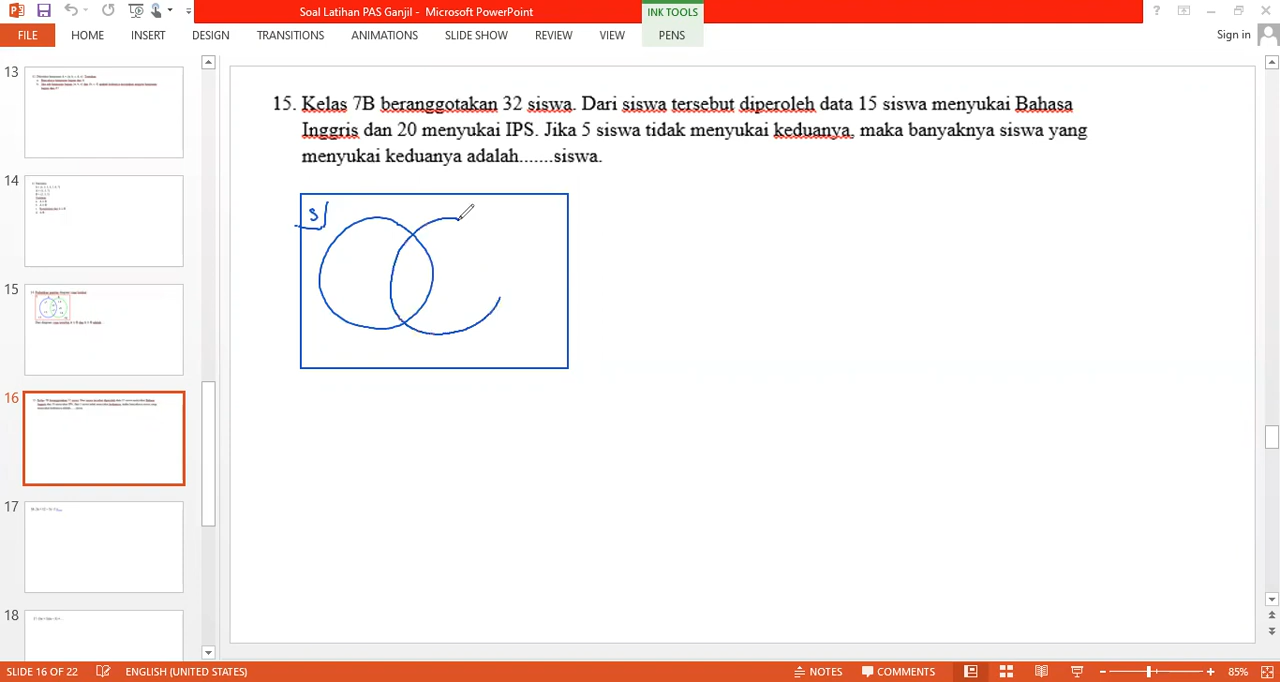 Soal Latihan PAS Ganjil - Microsoft PowerPoint
INK TOOLS
FILE HOME INSERT DESIGN TRANSITIONS ANIMATIONS SLIDE SHOW REVIEW VIEW PENS
Sign in
13
14
15
16
17
18
15. Kelas 7B beranggotakan 32 siswa. Dari siswa tersebut diperoleh data 15 siswa menyukai Bahasa
Inggris dan 20 menyukai IPS. Jika 5 siswa tidak menyukai keduanya, maka banyaknya siswa yang
menyukai keduanya adalah.......siswa.
S
SLIDE 16 OF 22 ENGLISH (UNITED STATES) NOTES COMMENTS 85%